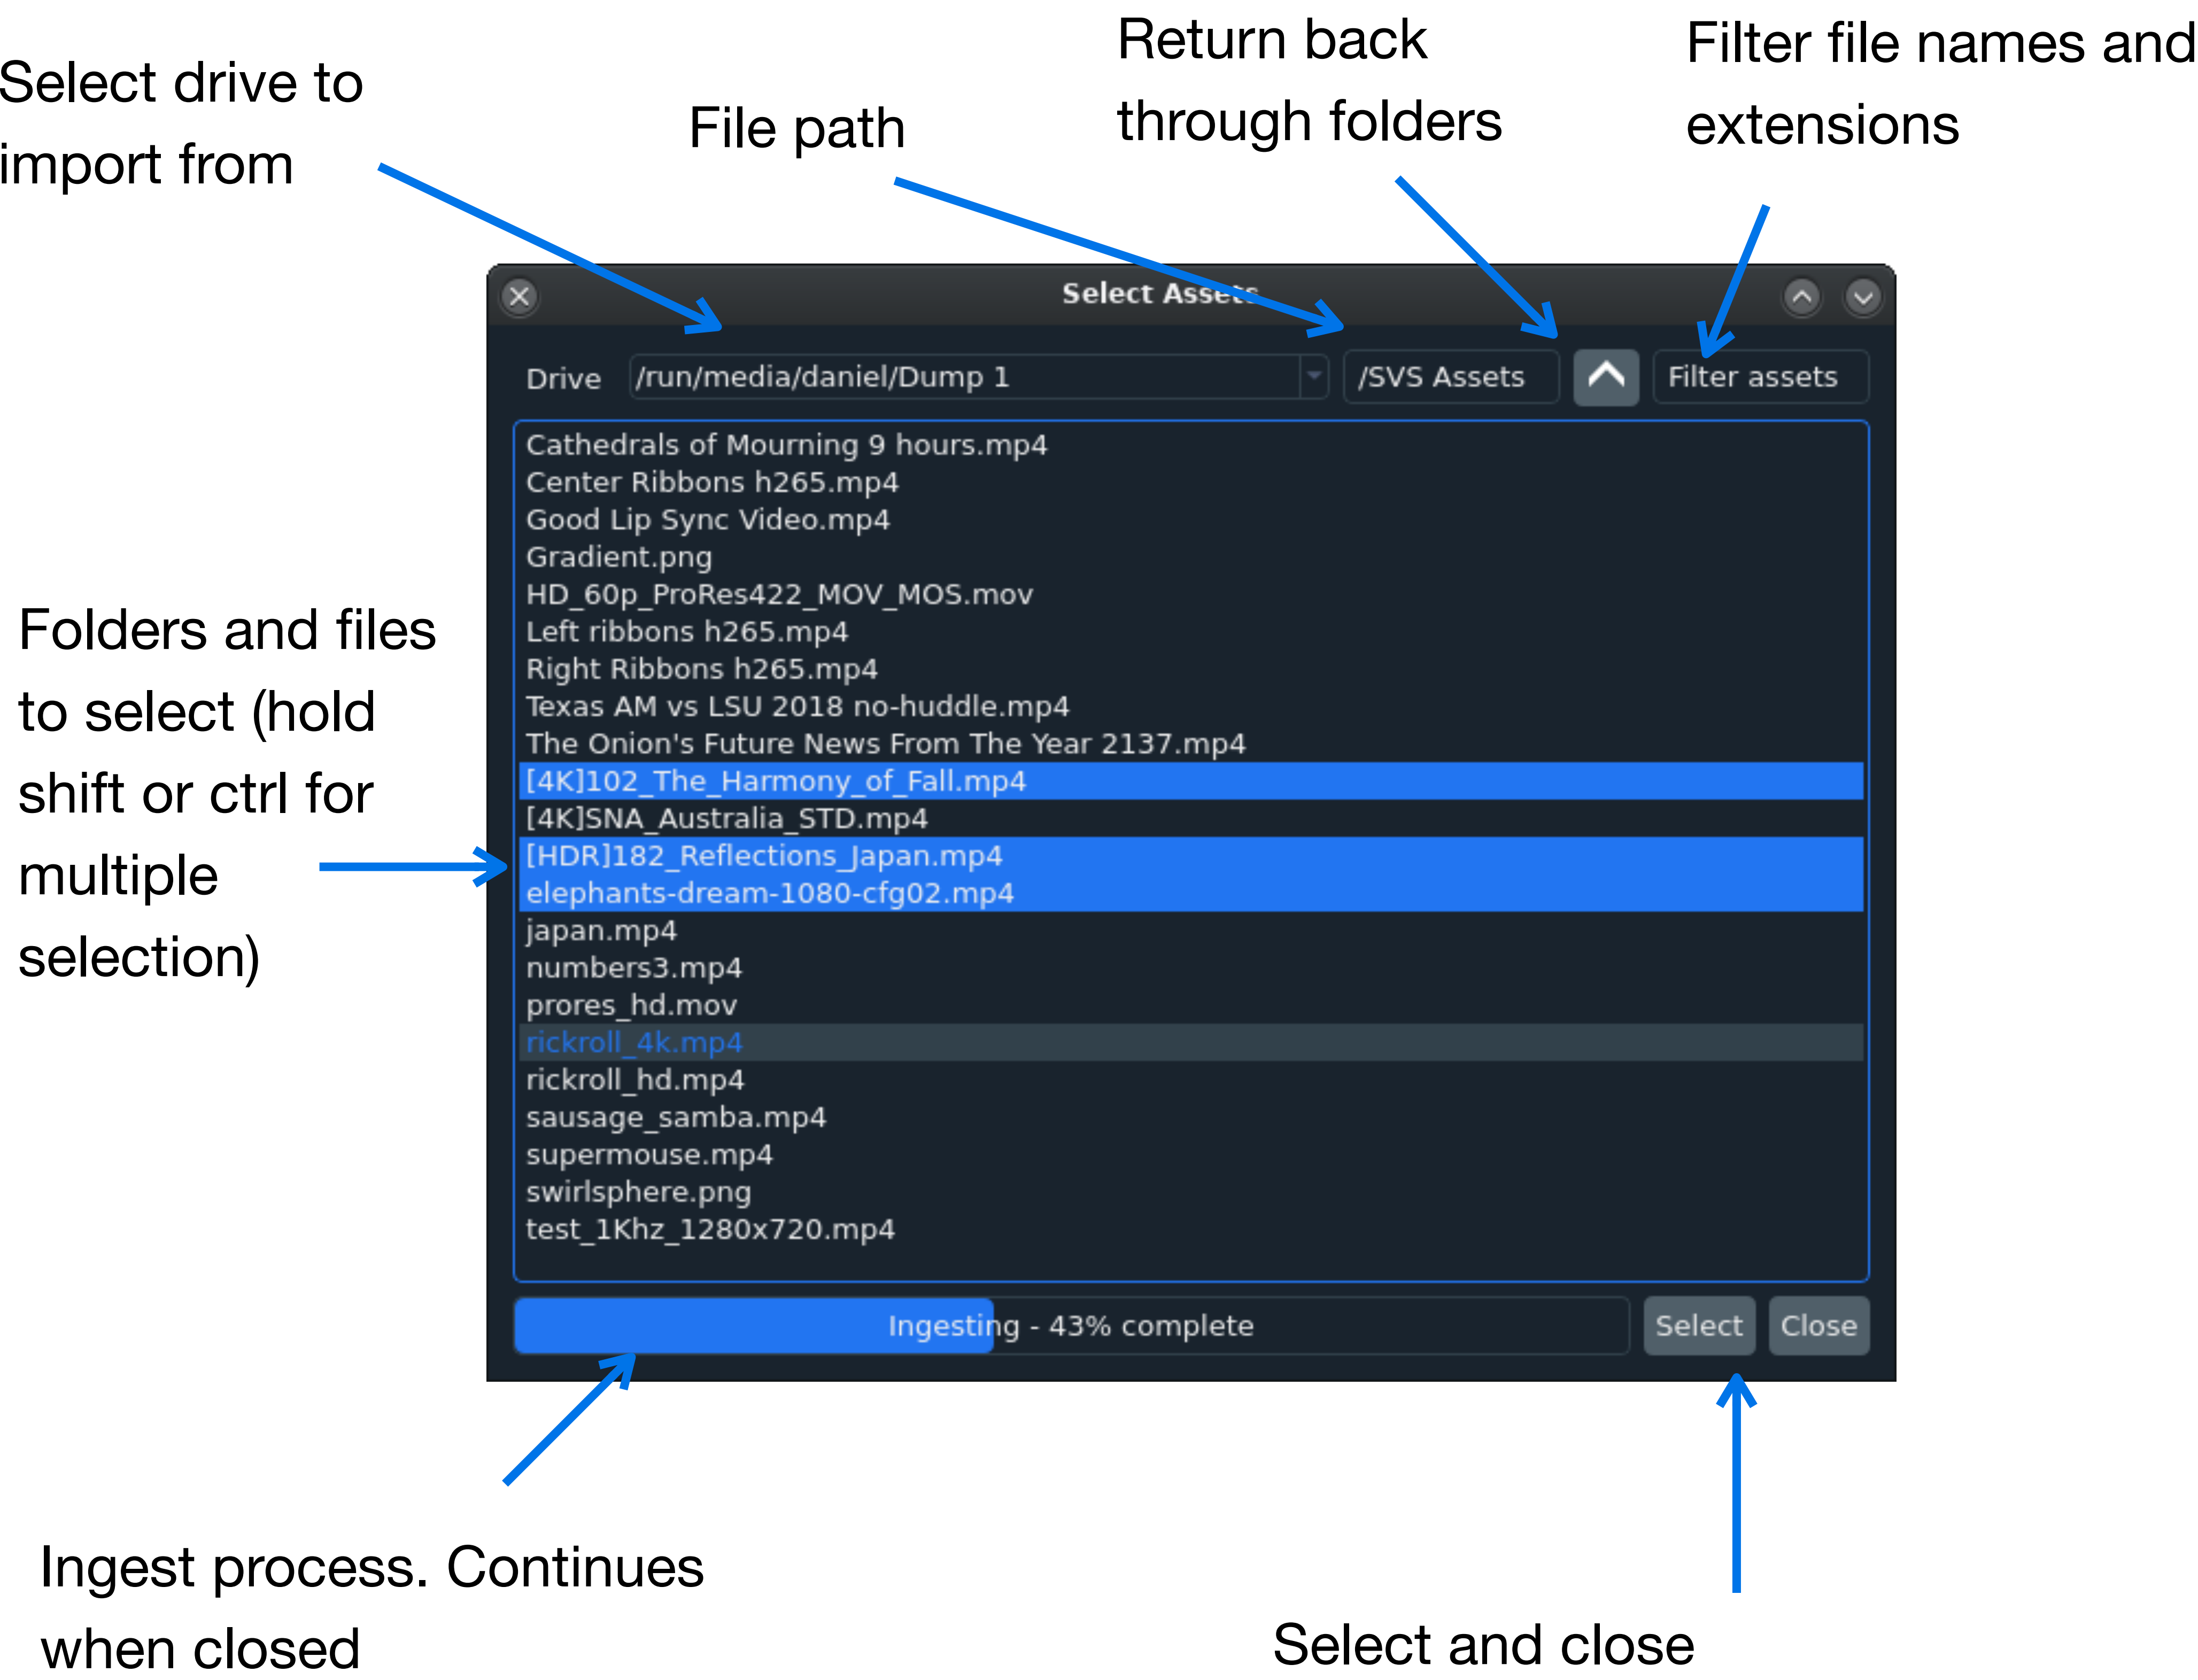 Select drive to
import from
File path
Return back
through folders
Filter file names and
extensions
Select Assets
Drive
/run/media/daniel/Dump 1
/SVS Assets
Filter assets
Cathedrals of Mourning 9 hours.mp4
Center Ribbons h265.mp4
Good Lip Sync Video.mp4
Gradient.png
HD_60p_ProRes422_MOV_MOS.mov
Left ribbons h265.mp4
Right Ribbons h265.mp4
Texas AM vs LSU 2018 no-huddle.mp4
The Onion's Future News From The Year 2137.mp4
[4K]102_The_Harmony_of_Fall.mp4
[4K]SNA_Australia_STD.mp4
[HDR]182_Reflections_Japan.mp4
elephants-dream-1080-cfg02.mp4
japan.mp4
numbers3.mp4
prores_hd.mov
rickroll_4k.mp4
rickroll_hd.mp4
sausage_samba.mp4
supermouse.mp4
swirlsphere.png
test_1Khz_1280x720.mp4
Folders and files
to select (hold
shift or ctrl for
multiple
selection)
Ingesting - 43% complete
Select
Close
Ingest process. Continues
when closed
Select and close